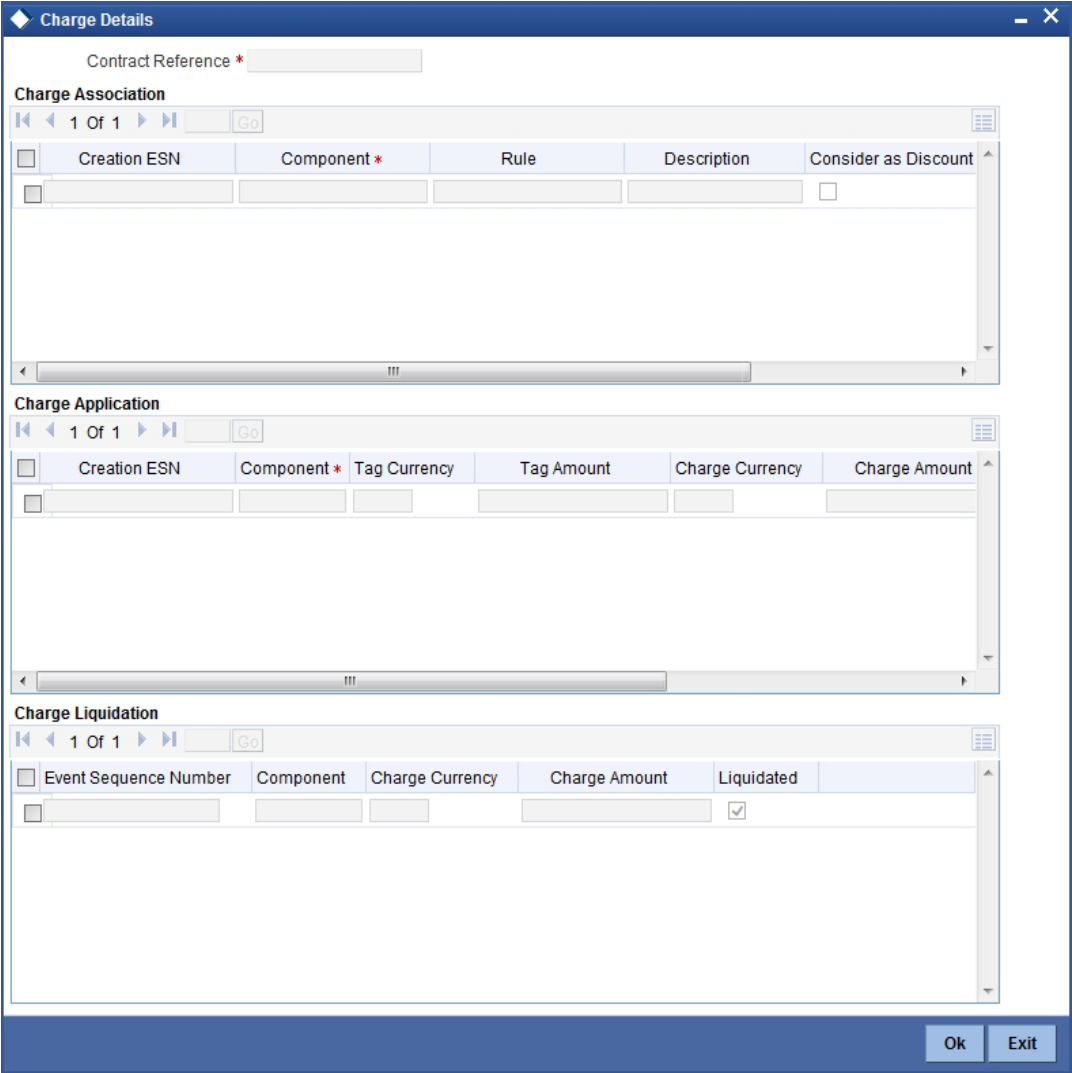 Charge Details
Contract Reference *
Charge Association
1 Of 1 Go
Creation ESN Component * Rule Description Consider as Discount
Charge Application
1 Of 1 Go
Creation ESN Component * Tag Currency Tag Amount Charge Currency Charge Amount
Charge Liquidation
1 Of 1 Go
Event Sequence Number Component Charge Currency Charge Amount Liquidated
Ok Exit